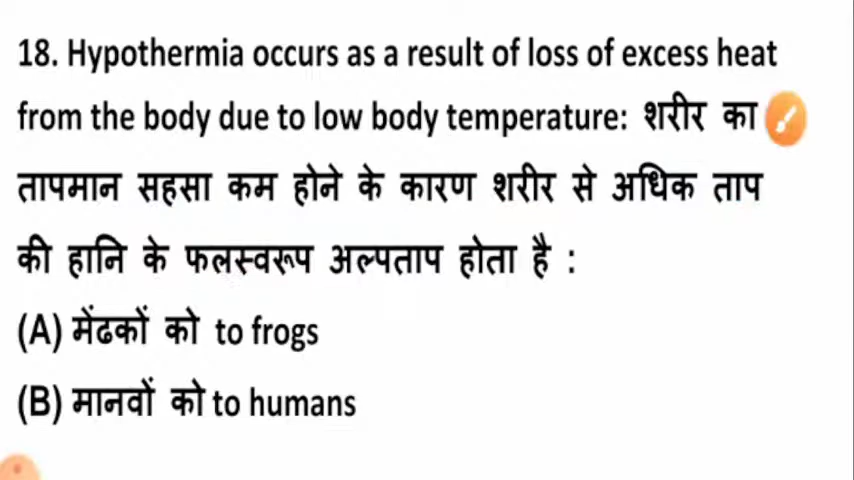 18. Hypothermia occurs as a result of loss of excess heat
from the body due to low body temperature: शरीर का
तापमान सहसा कम होने के कारण शरीर से अधिक ताप
की हानि के फलस्वरूप अल्पताप होता है :
(A) मेंढकों को to frogs
(B) मानवों को to humans